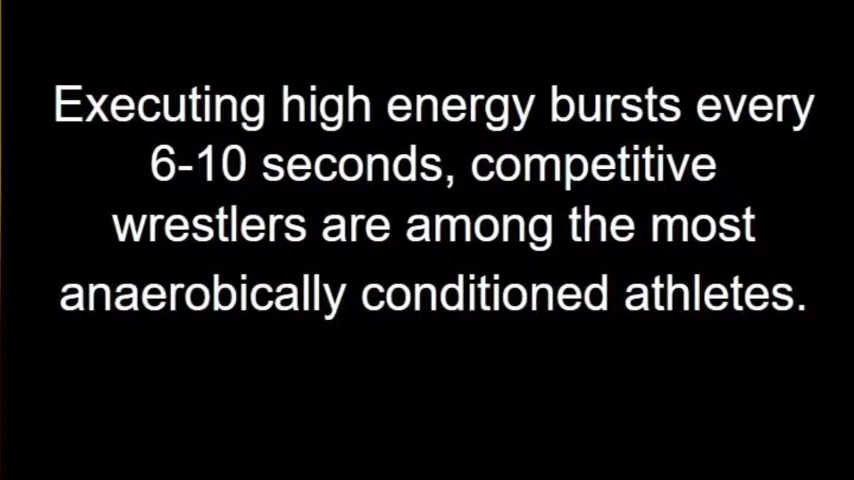 Executing high energy bursts every
6-10 seconds, competitive
wrestlers are among the most
anaerobically conditioned athletes.